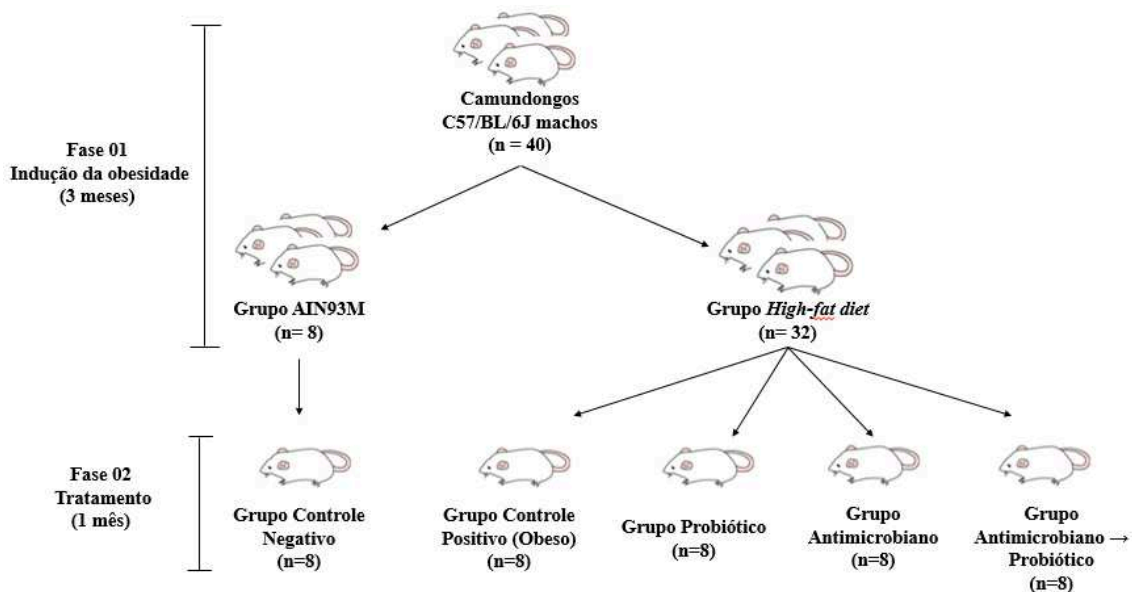 Camundongos
C57/BL/6J machos
(n = 40)
Fase 01
Indução da obesidade
(3 meses)
Grupo AIN93M
(n= 8)
Grupo High-fat diet
(n= 32)
Fase 02
Tratamento
(1 mês)
Grupo Controle
Negativo
(n=8)
Grupo Controle
Positivo (Obeso)
(n=8)
Grupo Probiótico
(n=8)
Grupo
Antimicrobiano
(n=8)
Grupo
Antimicrobiano →
Probiótico
(n=8)